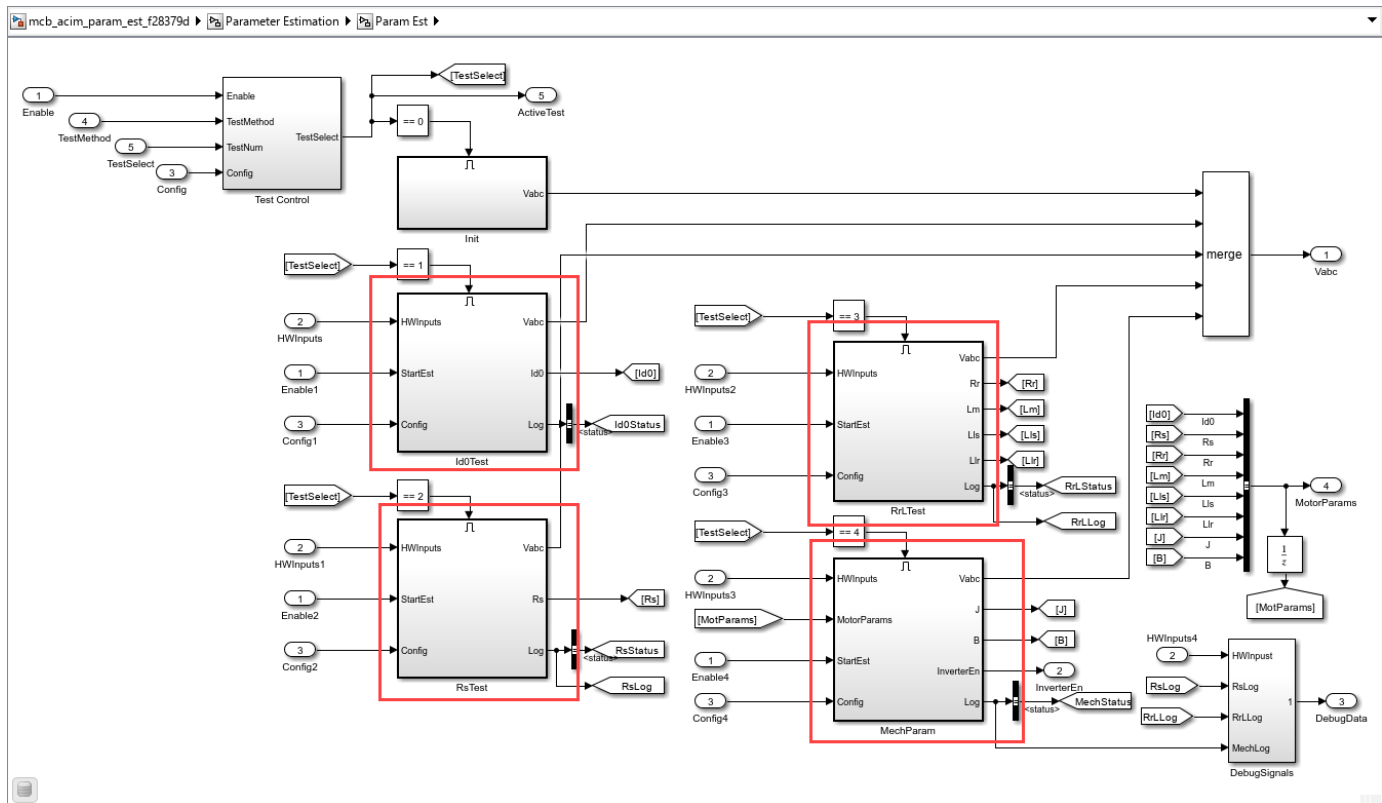 mcb_acim_param_est_f28379d
Parameter Estimation
Param Est
1
Enable
4
TestMethod
5
TestSelect
3
Config
Enable
TestMethod
TestNum
Config
TestSelect
Test Control
[TestSelect]
5
ActiveTest
== 0
Vabc
Init
merge
1
Vabc
[TestSelect]
== 1
2
HWInputs
1
Enable1
3
Config1
HWInputs
StartEst
Config
Vabc
Id0
Log
Id0Test
[Id0]
<status>
Id0Status
[TestSelect]
== 2
2
HWInputs1
1
Enable2
3
Config2
HWInputs
StartEst
Config
Vabc
Rs
Log
RsTest
[Rs]
<status>
RsStatus
RsLog
[TestSelect]
== 3
2
HWInputs2
1
Enable3
3
Config3
HWInputs
StartEst
Config
Vabc
Rr
Lm
Lls
Llr
Log
RrLTest
[Rr]
[Lm]
[Lls]
[Llr]
<status>
RrLStatus
RrLLog
[TestSelect]
== 4
2
HWInputs3
[MotParams]
1
Enable4
3
Config4
HWInputs
MotorParams
StartEst
Config
Vabc
J
B
InverterEn
Log
MechParam
[J]
[B]
2
InverterEn
<status>
MechStatus
[Id0]
Id0
[Rs]
Rs
[Rr]
Rr
[Lm]
Lm
[Lls]
Lls
[Llr]
Llr
[J]
J
[B]
B
4
MotorParams
1
z
[MotParams]
HWInputs4
2
RsLog
RrLLog
HWInpust
RsLog
RrLLog
MechLog
1
DebugSignals
3
DebugData